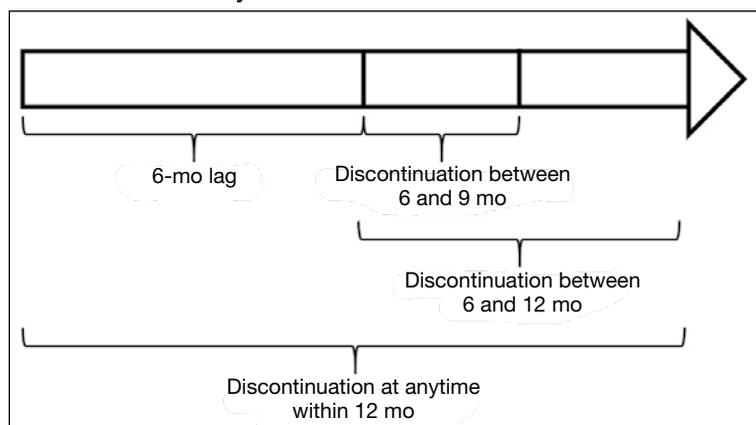 6-mo lag
Discontinuation between
6 and 9 mo
Discontinuation between
6 and 12 mo
Discontinuation at anytime
within 12 mo